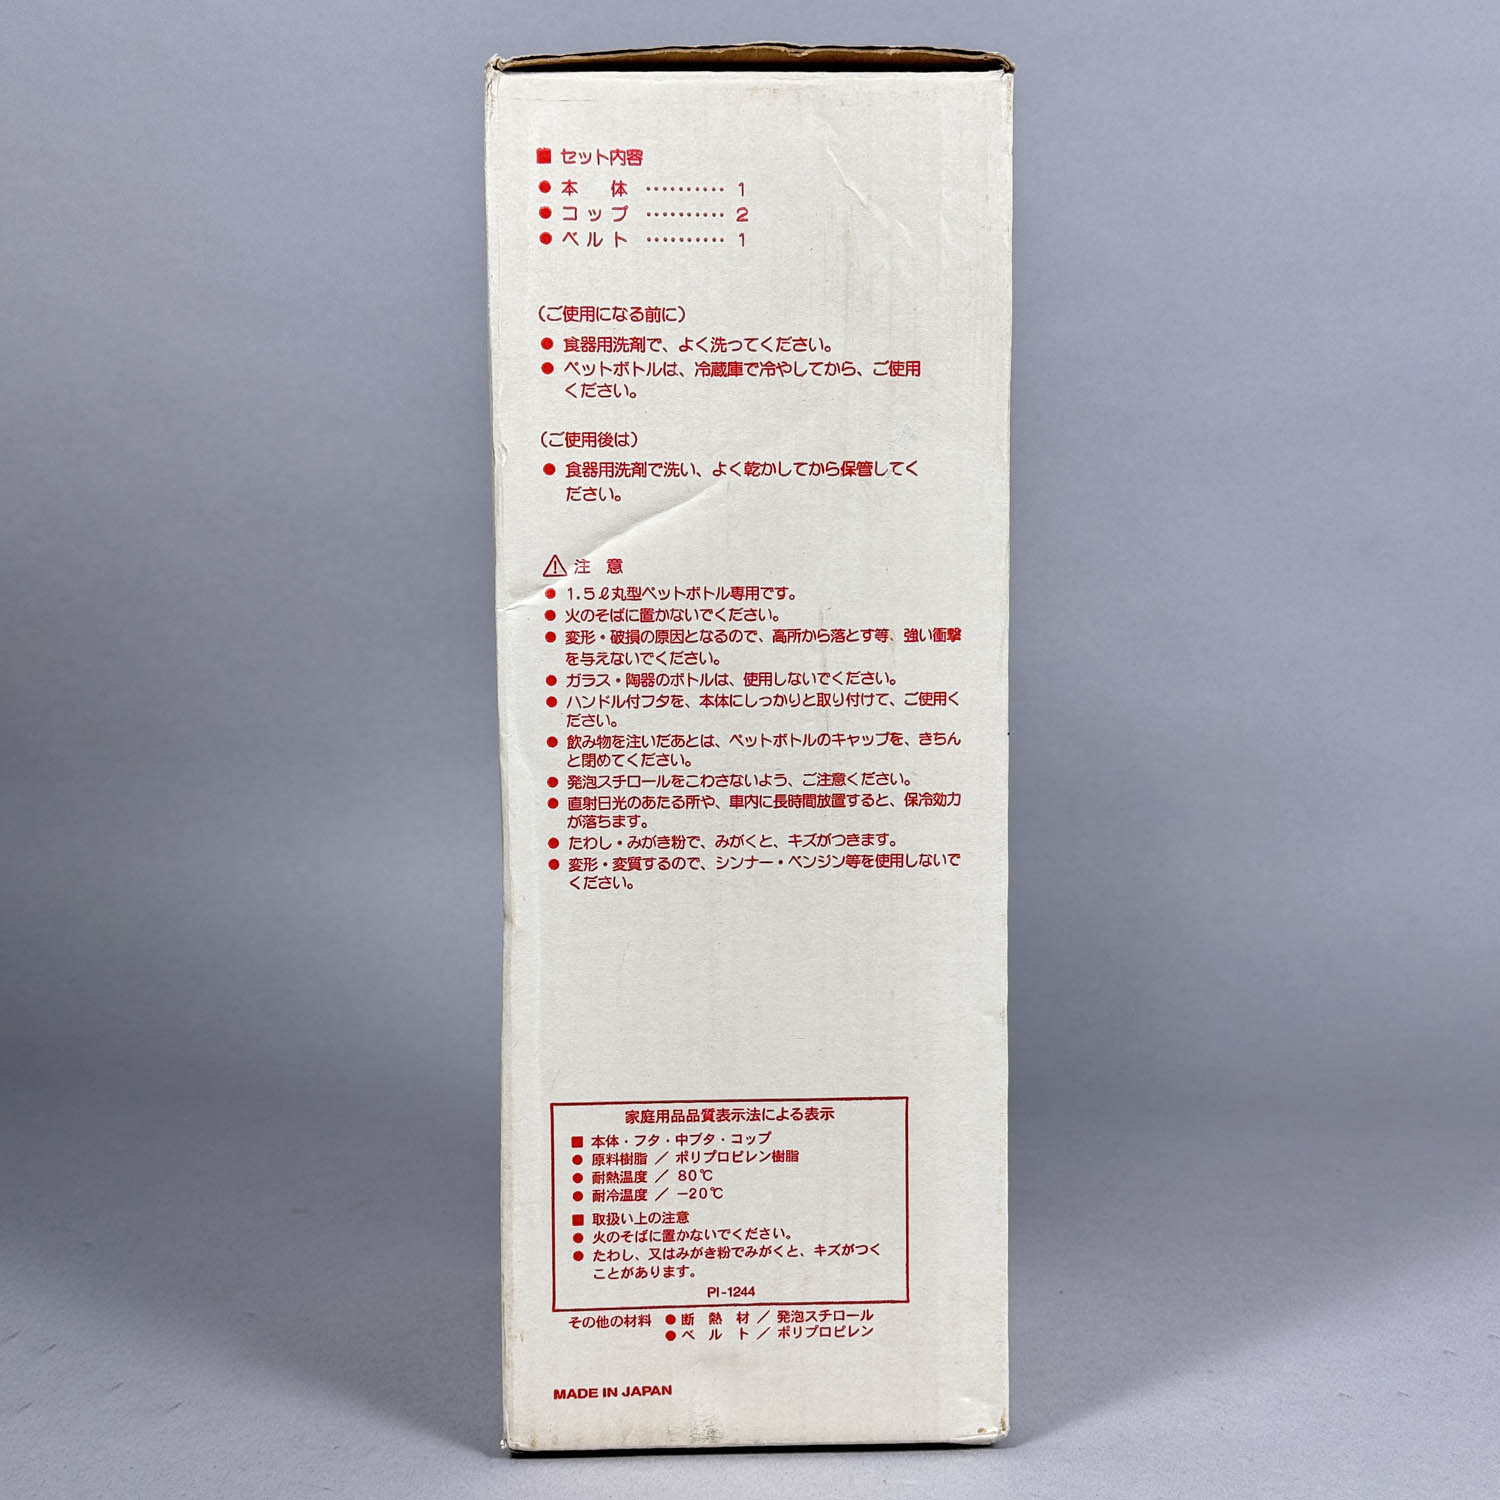 ■ セット内容
● 本　体 ………… 1
● コップ ………… 2
● ベルト ………… 1
(ご使用になる前に)
● 食器用洗剤で、よく洗ってください。
● ペットボトルは、冷蔵庫で冷やしてから、ご使用
ください。
(ご使用後は)
● 食器用洗剤で洗い、よく乾かしてから保管してく
ださい。
⚠ 注　意
● 1.5ℓ丸型ペットボトル専用です。
● 火のそばに置かないでください。
● 変形・破損の原因となるので、高所から落とす等、強い衝撃
を与えないでください。
● ガラス・陶器のボトルは、使用しないでください。
● ハンドル付フタを、本体にしっかりと取り付けて、ご使用く
ださい。
● 飲み物を注いだあとは、ペットボトルのキャップを、きちん
と閉めてください。
● 発泡スチロールをこわさないよう、ご注意ください。
● 直射日光のあたる所や、車内に長時間放置すると、保冷効力
が落ちます。
● たわし・みがき粉で、みがくと、キズがつきます。
● 変形・変質するので、シンナー・ベンジン等を使用しないで
ください。
家庭用品品質表示法による表示
■ 本体・フタ・中ブタ・コップ
● 原料樹脂 ／ ポリプロピレン樹脂
● 耐熱温度 ／ 80℃
● 耐冷温度 ／ −20℃
■ 取扱い上の注意
● 火のそばに置かないでください。
● たわし、又はみがき粉でみがくと、キズがつく
ことがあります。
PI-1244
その他の材料 ● 断　熱　材 ／ 発泡スチロール
● ベ　ル　ト ／ ポリプロピレン
MADE IN JAPAN